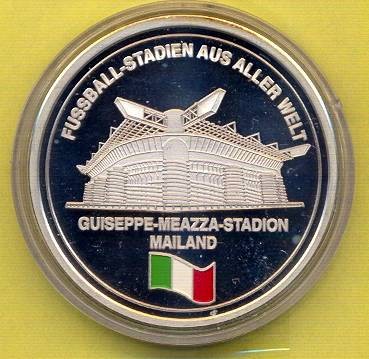 FUSSBALL-STADIEN AUS ALLER WELT
GUISEPPE-MEAZZA-STADION
MAILAND